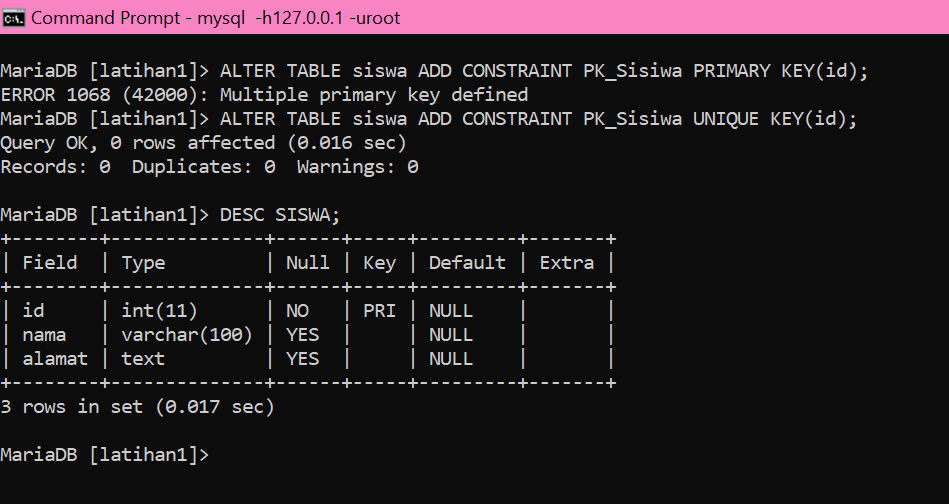 Command Prompt - mysql  -h127.0.0.1 -uroot
MariaDB [latihan1]> ALTER TABLE siswa ADD CONSTRAINT PK_Sisiwa PRIMARY KEY(id);
ERROR 1068 (42000): Multiple primary key defined
MariaDB [latihan1]> ALTER TABLE siswa ADD CONSTRAINT PK_Sisiwa UNIQUE KEY(id);
Query OK, 0 rows affected (0.016 sec)
Records: 0  Duplicates: 0  Warnings: 0
MariaDB [latihan1]> DESC SISWA;
+--------+--------------+------+-----+---------+-------+
| Field  | Type         | Null | Key | Default | Extra |
+--------+--------------+------+-----+---------+-------+
| id     | int(11)      | NO   | PRI | NULL    |       |
| nama   | varchar(100) | YES  |     | NULL    |       |
| alamat | text         | YES  |     | NULL    |       |
+--------+--------------+------+-----+---------+-------+
3 rows in set (0.017 sec)
MariaDB [latihan1]>